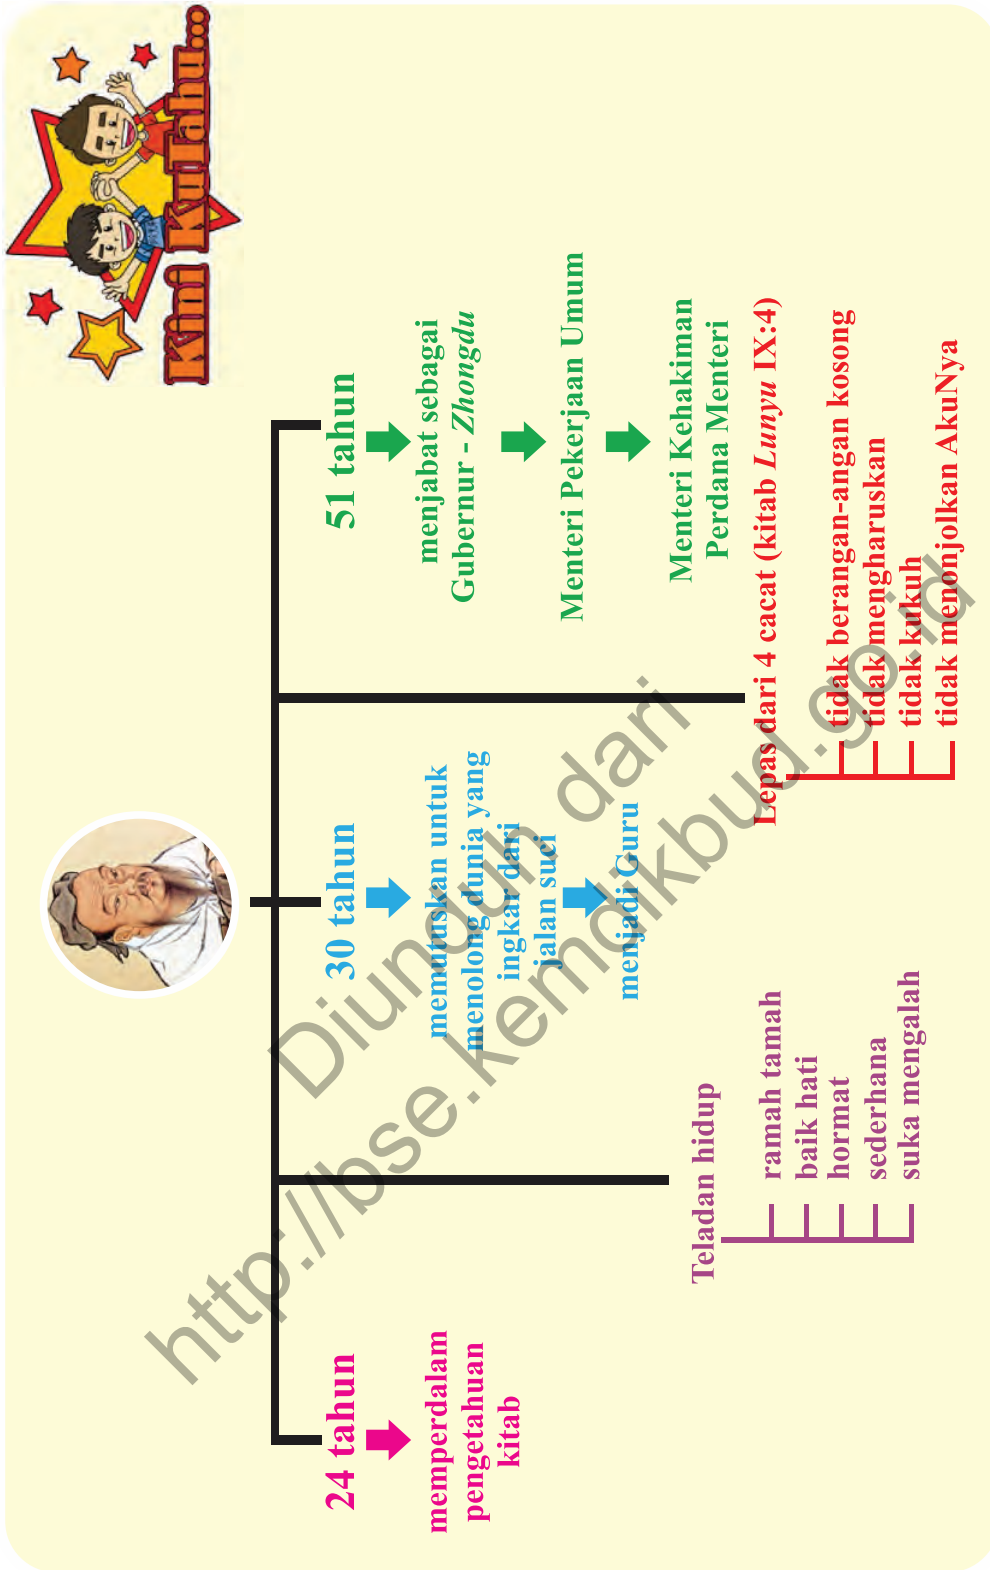 Kini KuTahu...
24 tahun
memperdalam
pengetahuan
kitab
Teladan hidup
ramah tamah
baik hati
hormat
sederhana
suka mengalah
30 tahun
memutuskan untuk
menolong dunia yang
ingkar dari
jalan suci
menjadi Guru
Lepas dari 4 cacat (kitab Lunyu IX:4)
tidak berangan-angan kosong
tidak mengharuskan
tidak kukuh
tidak menonjolkan AkuNya
51 tahun
menjabat sebagai
Gubernur - Zhongdu
Menteri Pekerjaan Umum
Menteri Kehakiman
Perdana Menteri
Diunduh dari
http://bse.kemdikbud.go.id